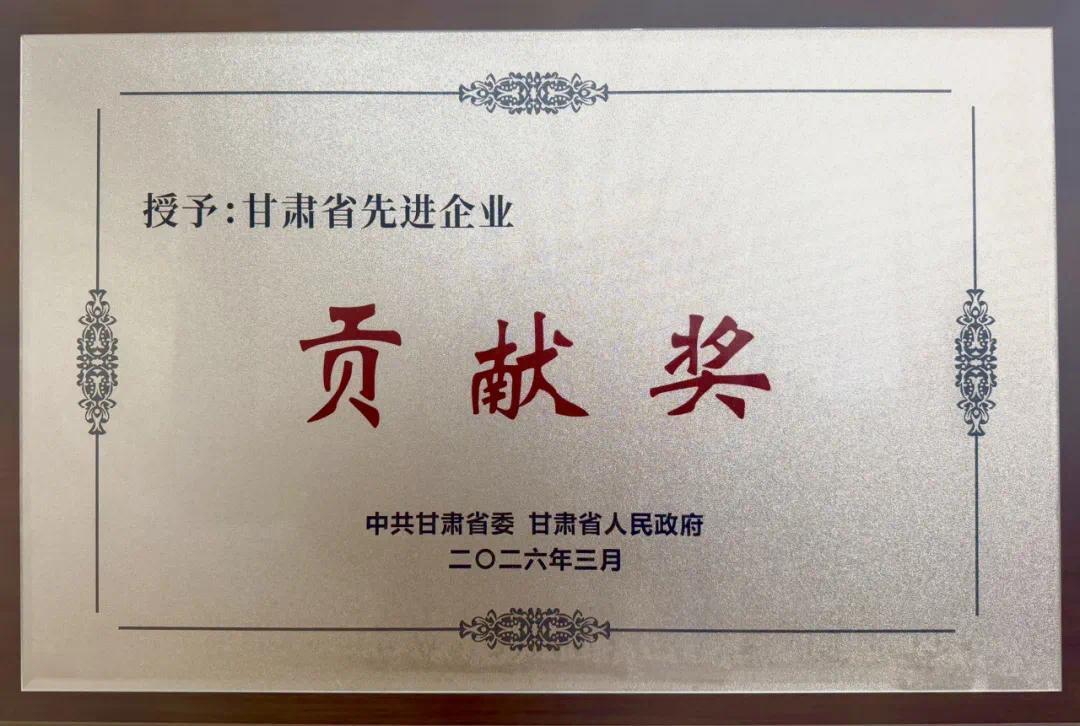 授予:甘肃省先进企业
贡献奖
中共甘肃省委 甘肃省人民政府
二〇二六年三月